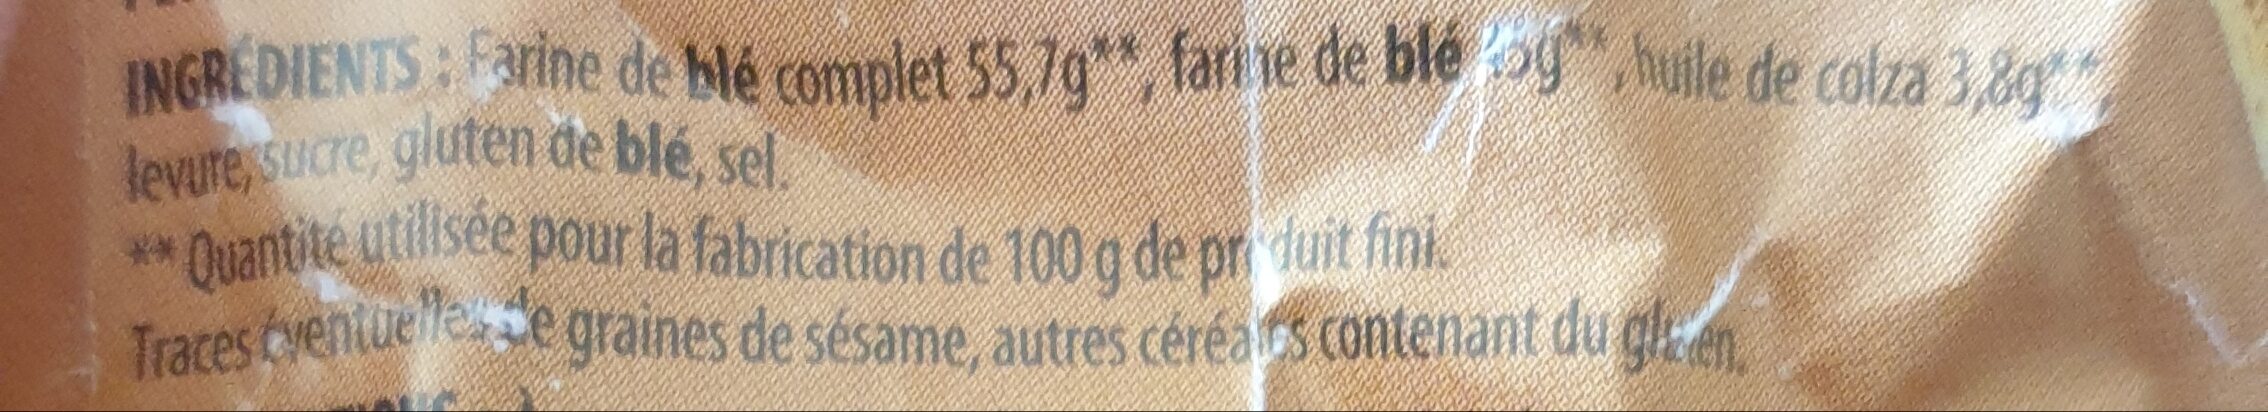 INGRÉDIENTS : Farine de blé complet 55,7g**, farine de blé **, huile de colza 3,8g**,
levure, sucre, gluten de blé, sel.
** Quantité utilisée pour la fabrication de 100 g de produit fini.
Traces éventuelles de graines de sésame, autres céréales contenant du gluten.